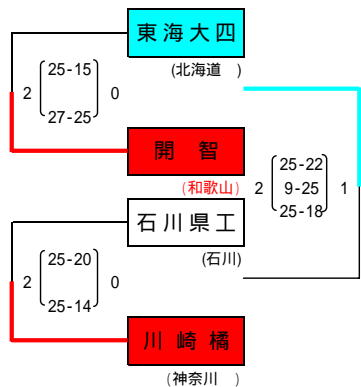 東海大四
(北海道 )
2 25-15 0
27-25
開 智
(和歌山)
2 25-22 1
9-25
25-18
石川県工
(石川)
2 25-20 0
25-14
川崎橘
(神奈川 )